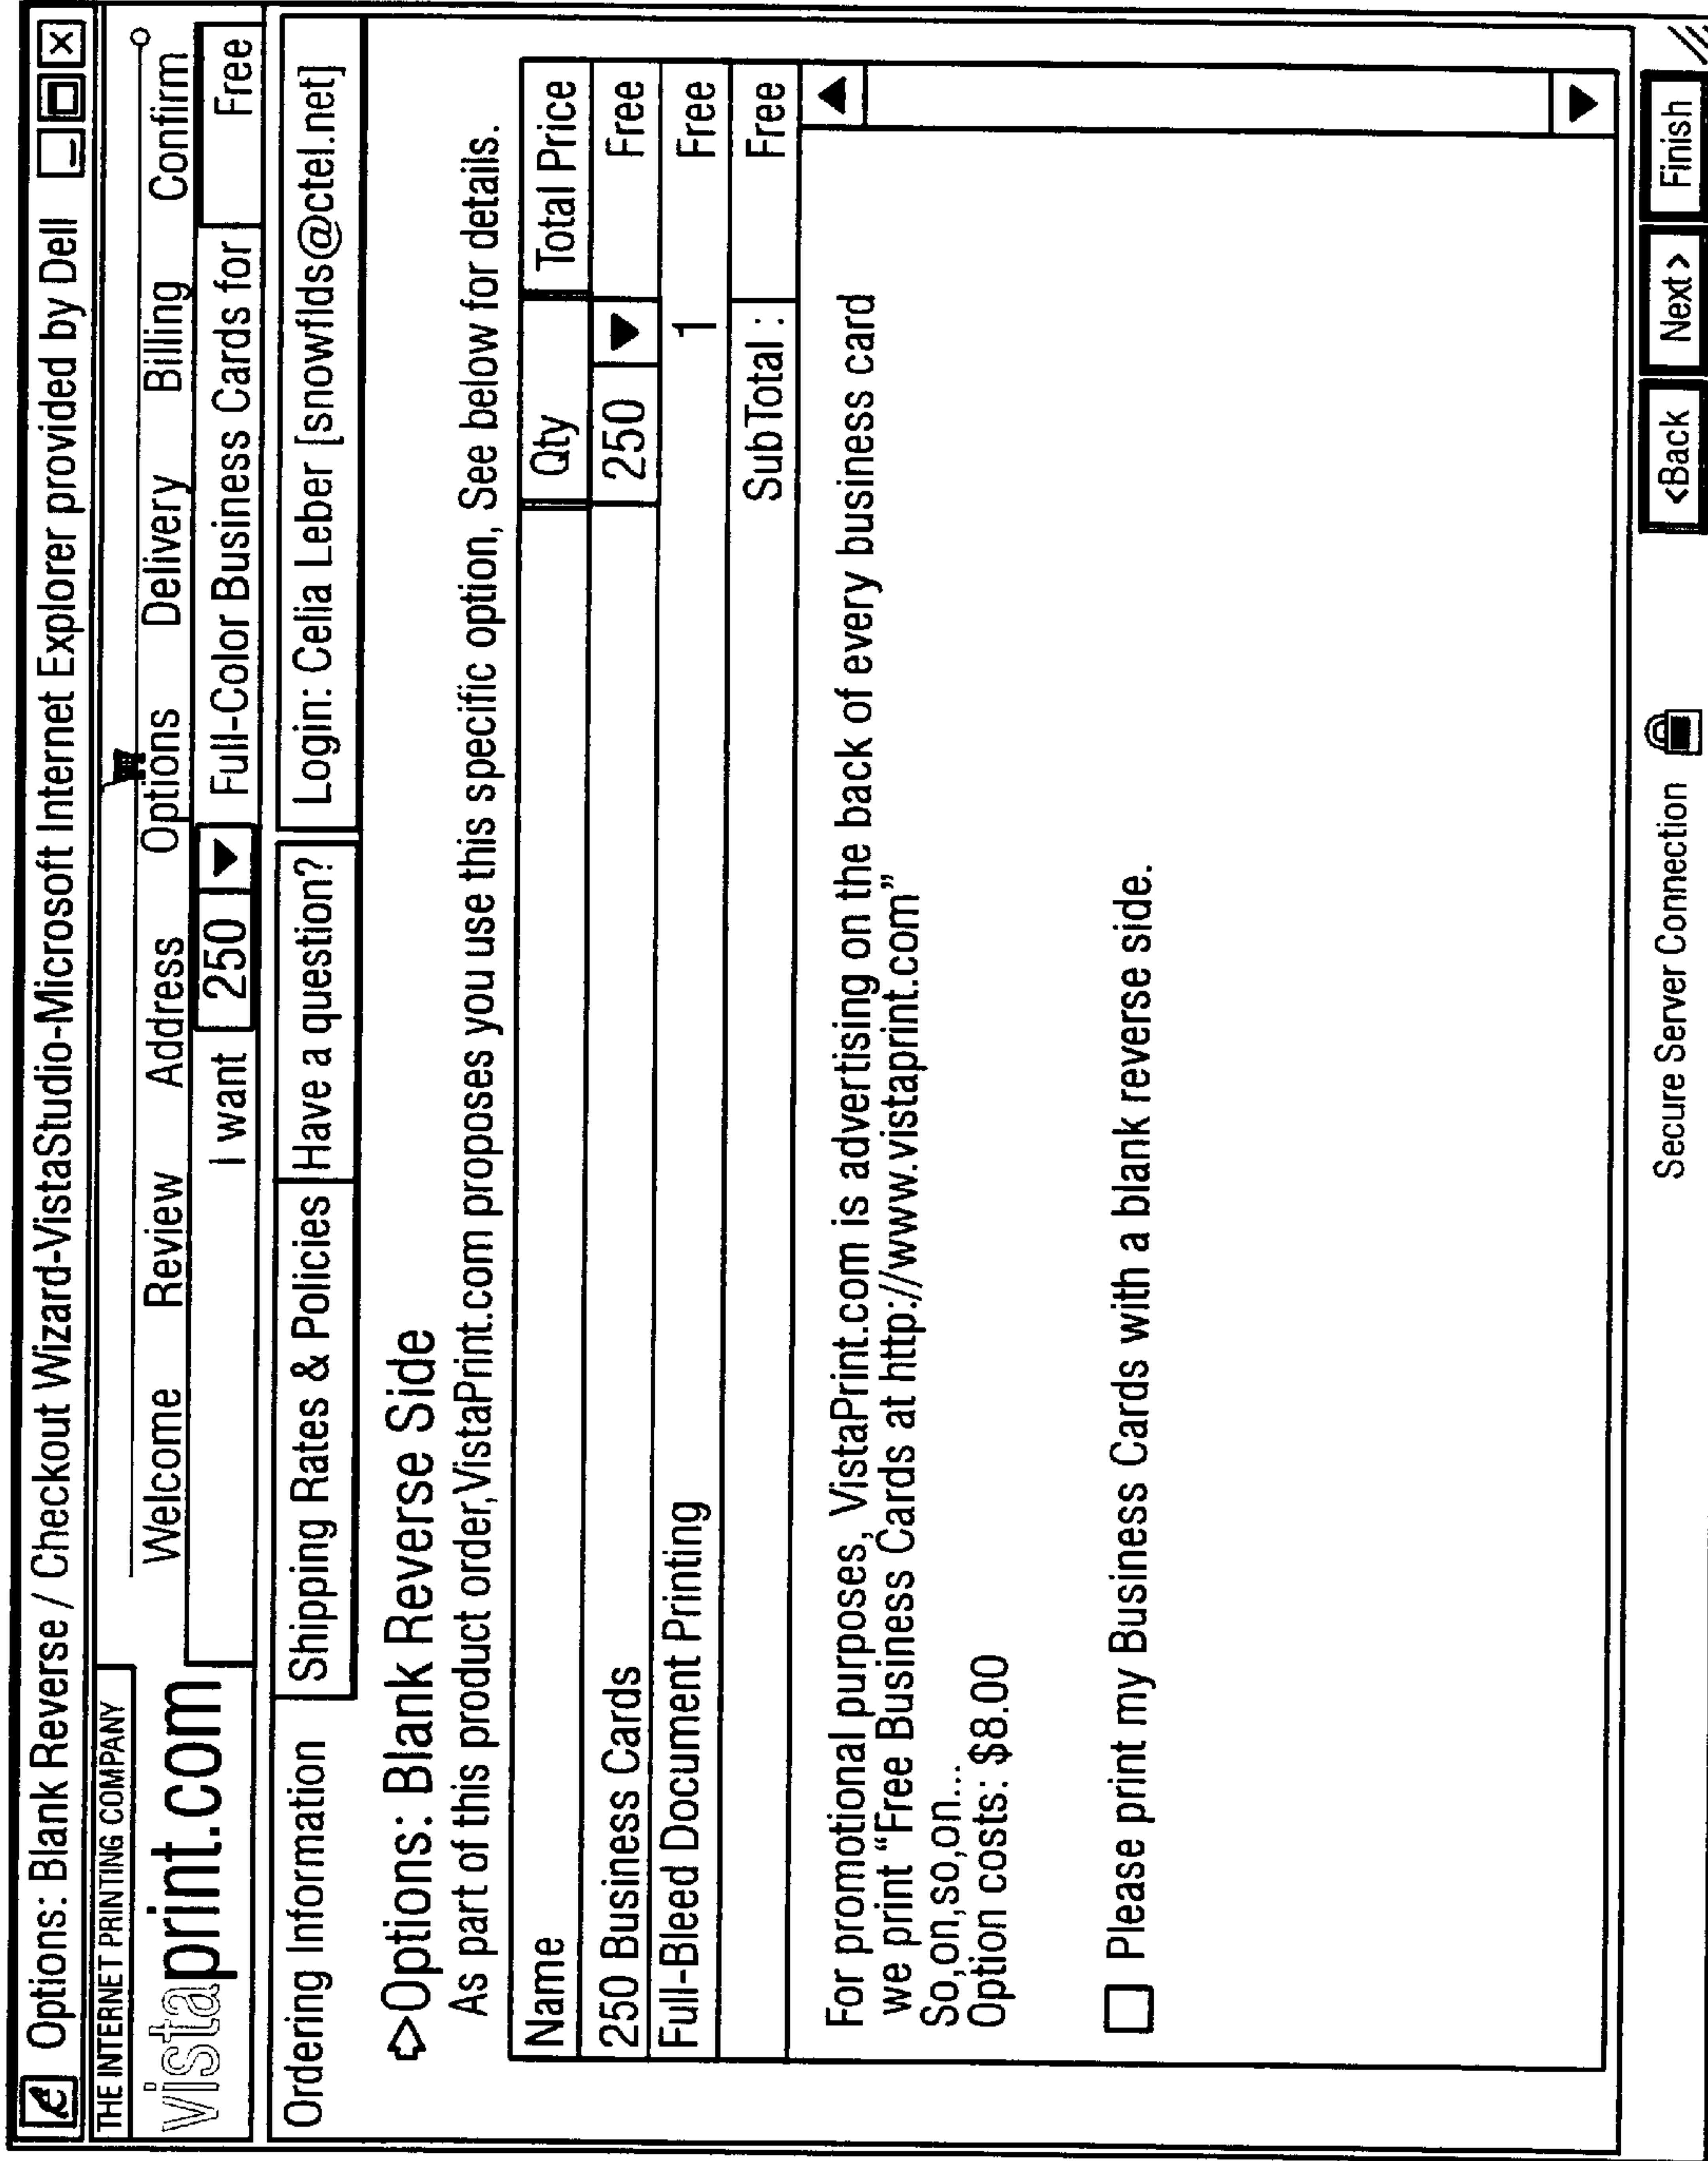 Options: Blank Reverse / Checkout Wizard-VistaStudio-Microsoft Internet Explorer provided by Dell
THE INTERNET PRINTING COMPANY
vistaprint.com
Welcome Review Address Options Delivery Billing Confirm
I want 250 Full-Color Business Cards for Free
Ordering Information Shipping Rates & Policies Have a question? Login: Celia Leber [snowflds@ctel.net]
Options: Blank Reverse Side
As part of this product order,VistaPrint.com proposes you use this specific option, See below for details.
Name Qty Total Price
250 Business Cards 250 Free
Full-Bleed Document Printing 1 Free
SubTotal : Free
For promotional purposes, VistaPrint.com is advertising on the back of every business card
we print “Free Business Cards at http://www.vistaprint.com”
So,on,so,on...
Option costs: $8.00
Please print my Business Cards with a blank reverse side.
Secure Server Connection <Back Next> Finish